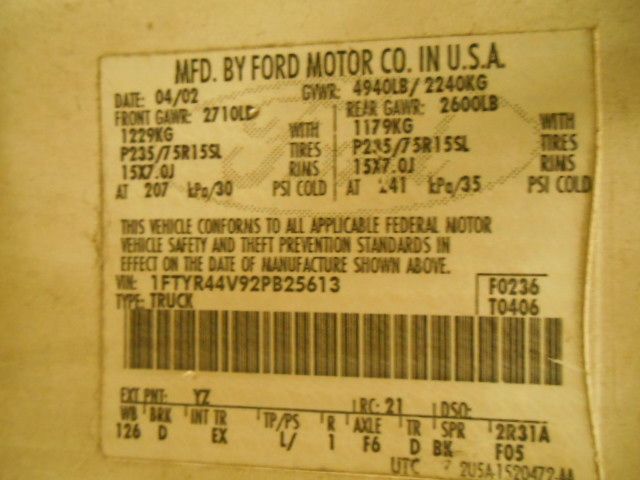 MFD. BY FORD MOTOR CO. IN U.S.A.
DATE: 04/02 GVWR: 4940LB/ 2240KG
FRONT GAWR: 2710LB REAR GAWR: 2600LB
1229KG WITH 1179KG WITH
P235/75R15SL TIRES P235/75R15SL TIRES
15X7.0J RIMS 15X7.0J RIMS
AT 207 kPa/30 PSI COLD AT 241 kPa/35 PSI COLD
THIS VEHICLE CONFORMS TO ALL APPLICABLE FEDERAL MOTOR
VEHICLE SAFETY AND THEFT PREVENTION STANDARDS IN
EFFECT ON THE DATE OF MANUFACTURE SHOWN ABOVE.
VIN: 1FTYR44V92PB25613 F0236
TYPE: TRUCK T0406
EXT PNT: YZ RC: 21 DSO:
WB BRK INT TR TP/PS R AXLE TR SPR 2R31A
126 D EX L/ 1 F6 D BK F05
UTC 2U5A-1520472-AA